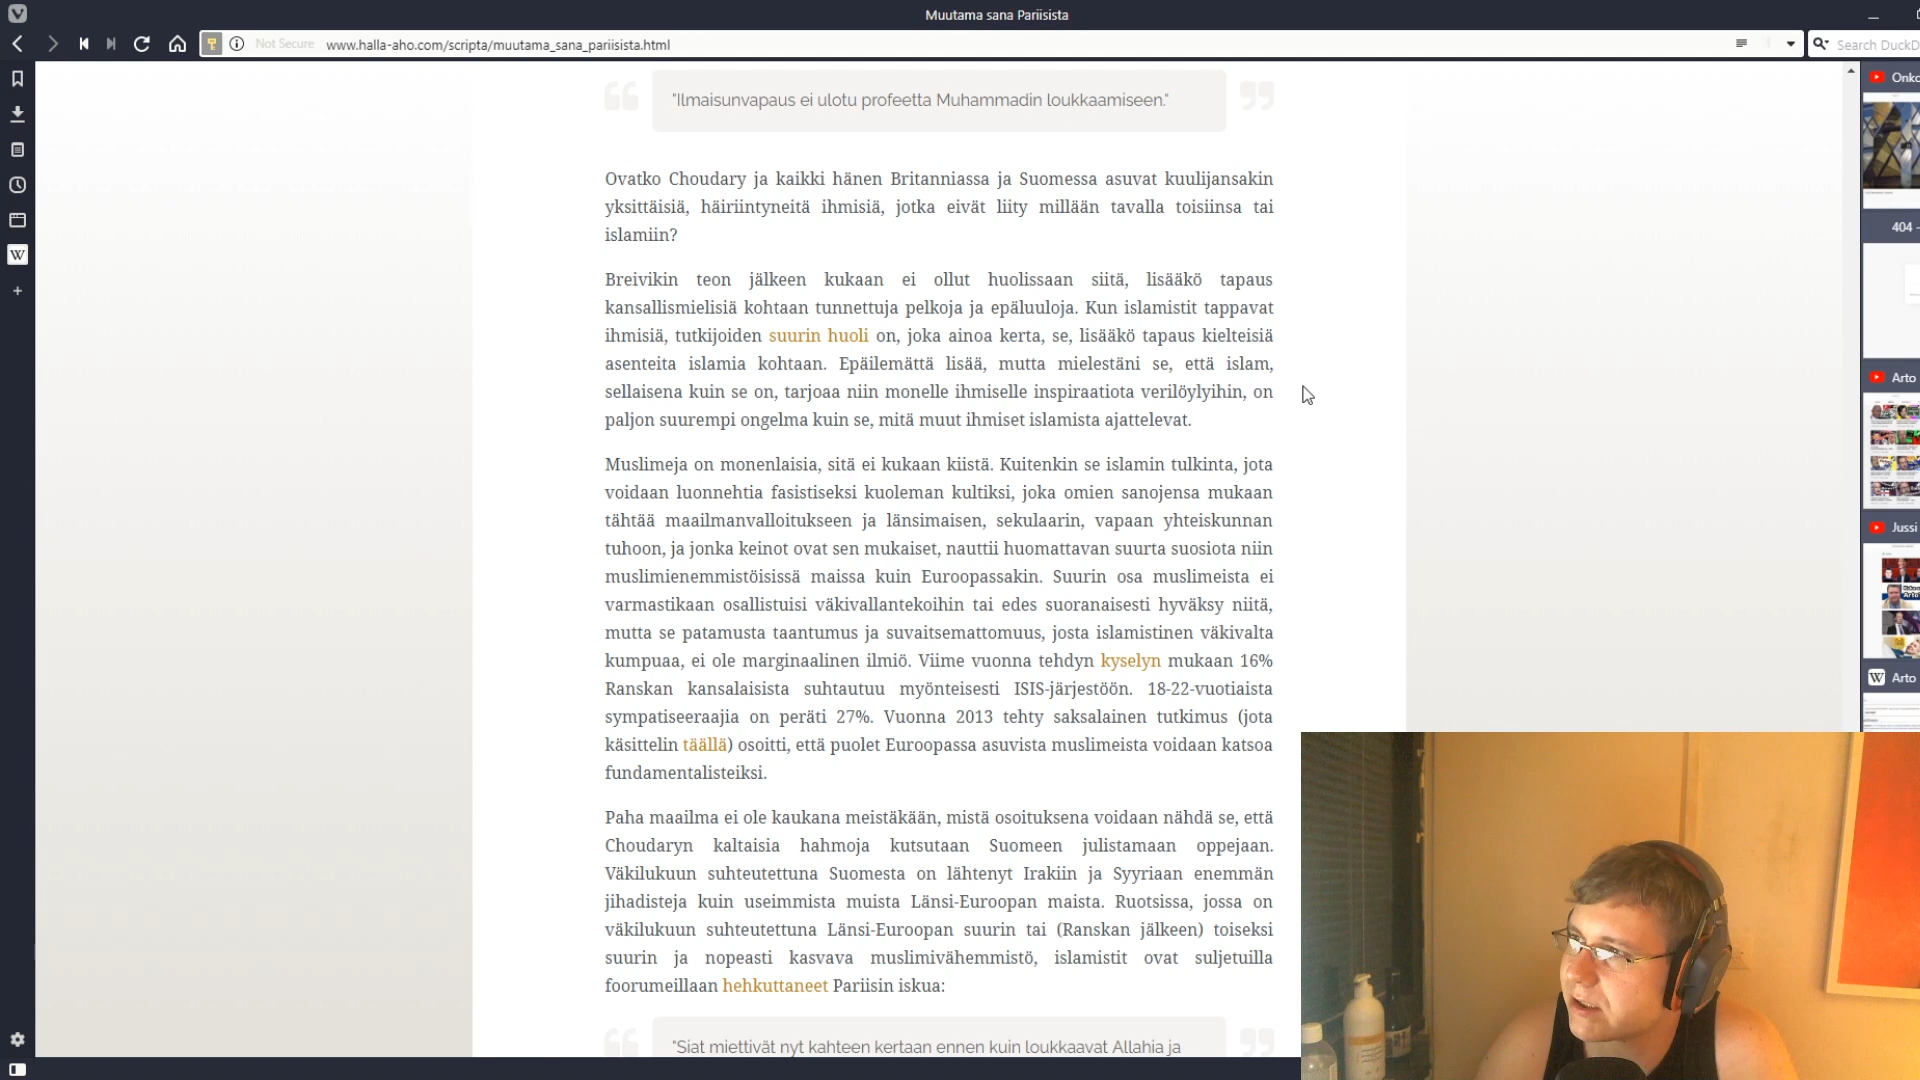 Muutama sana Pariisista
Not Secure
www.halla-aho.com/scripta/muutama_sana_pariisista.html
Search DuckD
"Ilmaisunvapaus ei ulotu profeetta Muhammadin loukkaamiseen."
Ovatko Choudary ja kaikki hänen Britanniassa ja Suomessa asuvat kuulijansakin
yksittäisiä, häiriintyneitä ihmisiä, jotka eivät liity millään tavalla toisiinsa tai
islamiin?
Breivikin teon jälkeen kukaan ei ollut huolissaan siitä, lisääkö tapaus
kansallismielisiä kohtaan tunnettuja pelkoja ja epäluuloja. Kun islamistit tappavat
ihmisiä, tutkijoiden suurin huoli on, joka ainoa kerta, se, lisääkö tapaus kielteisiä
asenteita islamia kohtaan. Epäilemättä lisää, mutta mielestäni se, että islam,
sellaisena kuin se on, tarjoaa niin monelle ihmiselle inspiraatiota verilöylyihin, on
paljon suurempi ongelma kuin se, mitä muut ihmiset islamista ajattelevat.
Muslimeja on monenlaisia, sitä ei kukaan kiistä. Kuitenkin se islamin tulkinta, jota
voidaan luonnehtia fasistiseksi kuoleman kultiksi, joka omien sanojensa mukaan
tähtää maailmanvalloitukseen ja länsimaisen, sekulaarin, vapaan yhteiskunnan
tuhoon, ja jonka keinot ovat sen mukaiset, nauttii huomattavan suurta suosiota niin
muslimienemmistöisissä maissa kuin Euroopassakin. Suurin osa muslimeista ei
varmastikaan osallistuisi väkivallantekoihin tai edes suoranaisesti hyväksy niitä,
mutta se patamusta taantumus ja suvaitsemattomuus, josta islamistinen väkivalta
kumpuaa, ei ole marginaalinen ilmiö. Viime vuonna tehdyn kyselyn mukaan 16%
Ranskan kansalaisista suhtautuu myönteisesti ISIS-järjestöön. 18-22-vuotiaista
sympatiseeraajia on peräti 27%. Vuonna 2013 tehty saksalainen tutkimus (jota
käsittelin täällä) osoitti, että puolet Euroopassa asuvista muslimeista voidaan katsoa
fundamentalisteiksi.
Paha maailma ei ole kaukana meistäkään, mistä osoituksena voidaan nähdä se, että
Choudaryn kaltaisia hahmoja kutsutaan Suomeen julistamaan oppejaan.
Väkilukuun suhteutettuna Suomesta on lähtenyt Irakiin ja Syyriaan enemmän
jihadisteja kuin useimmista muista Länsi-Euroopan maista. Ruotsissa, jossa on
väkilukuun suhteutettuna Länsi-Euroopan suurin tai (Ranskan jälkeen) toiseksi
suurin ja nopeasti kasvava muslimivähemmistö, islamistit ovat suljetuilla
foorumeillaan hehkuttaneet Pariisin iskua:
"Siat miettivät nyt kahteen kertaan ennen kuin loukkaavat Allahia ja
Onko
404 -
Arto
Jussi
W Arto